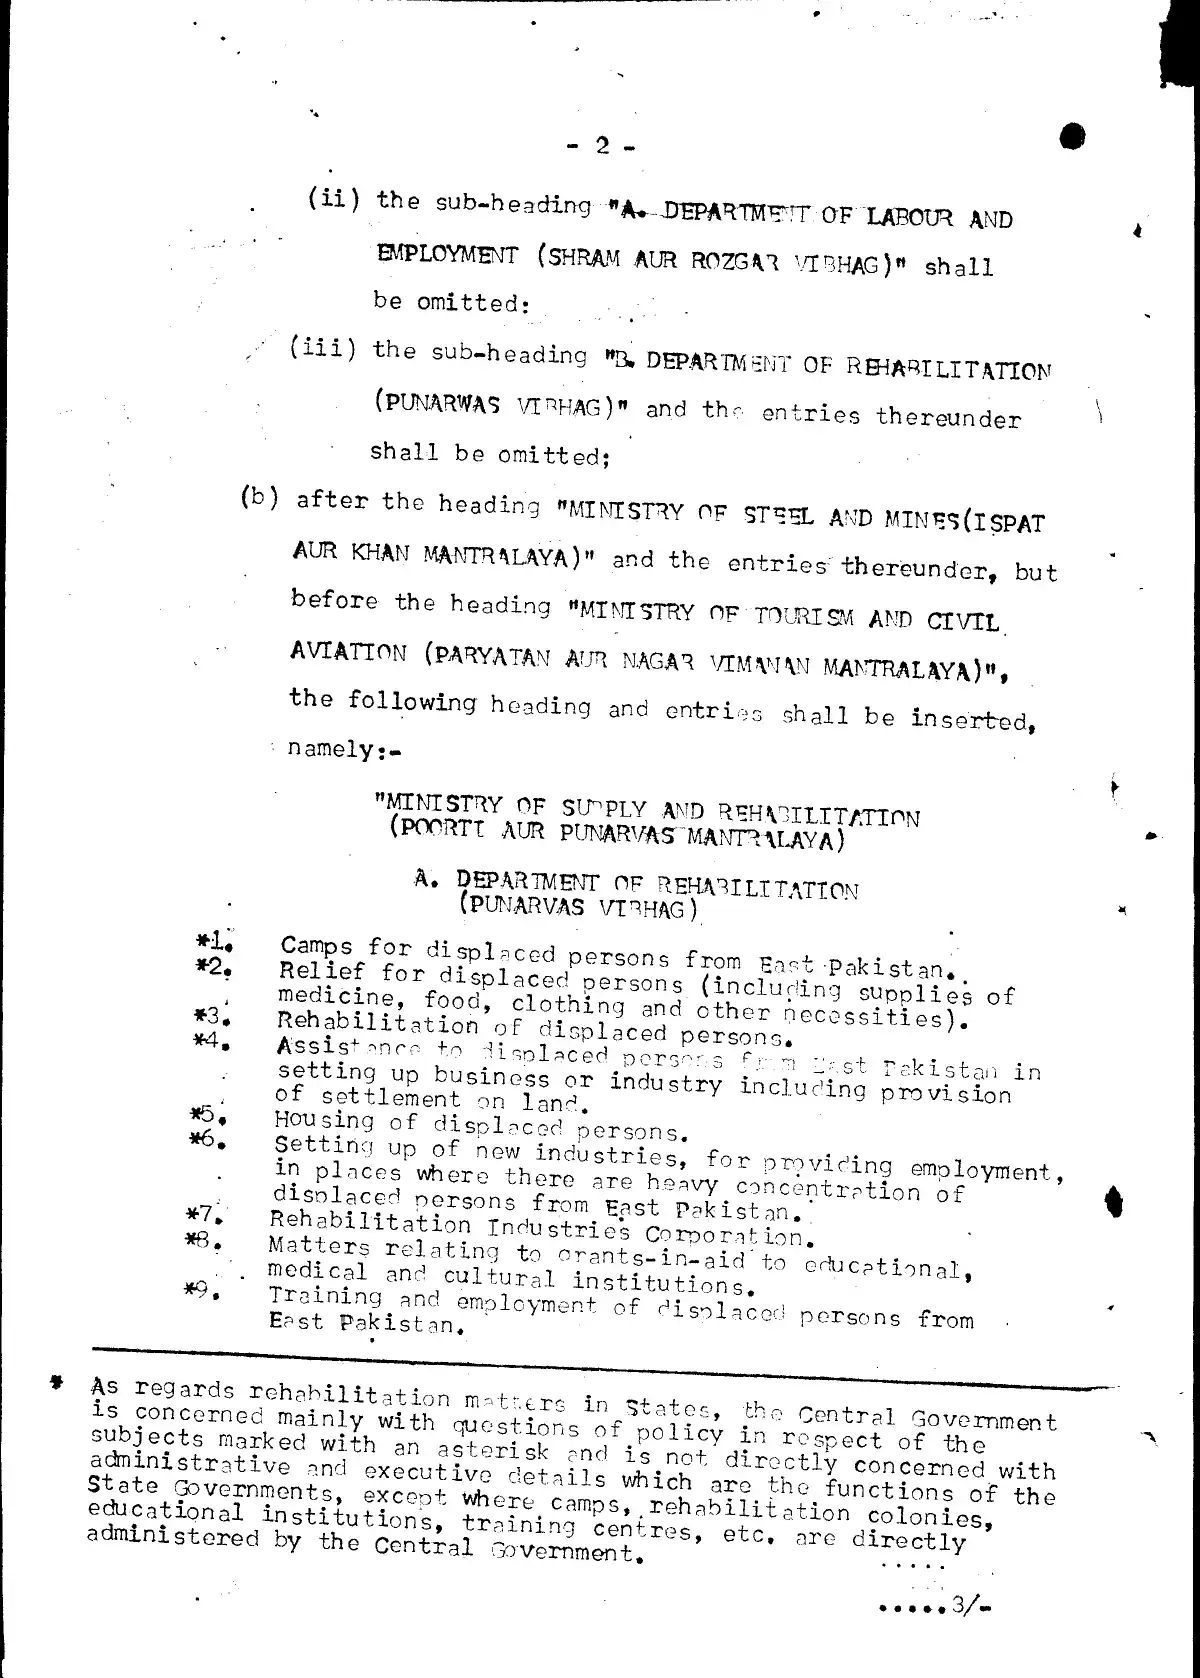 - 2 -
(ii) the sub-heading "A. DEPARTMENT OF LABOUR AND
EMPLOYMENT (SHRAM AUR ROZGAR VIBHAG)" shall
be omitted:
(iii) the sub-heading "B. DEPARTMENT OF REHABILITATION
(PUNARWAS VIBHAG)" and the entries thereunder
shall be omitted;
(b) after the heading "MINISTRY OF STEEL AND MINES(ISPAT
AUR KHAN MANTRALAYA)" and the entries thereunder, but
before the heading "MINISTRY OF TOURISM AND CIVIL
AVIATION (PARYATAN AUR NAGAR VIMANAN MANTRALAYA)",
the following heading and entries shall be inserted,
namely:-
"MINISTRY OF SUPPLY AND REHABILITATION
(POORTI AUR PUNARVAS MANTRALAYA)
A. DEPARTMENT OF REHABILITATION
(PUNARVAS VIBHAG)
*1. Camps for displaced persons from East Pakistan.
*2. Relief for displaced persons (including supplies of
medicine, food, clothing and other necessities).
*3. Rehabilitation of displaced persons.
*4. Assistance to displaced persons from East Pakistan in
setting up business or industry including provision
of settlement on land.
*5. Housing of displaced persons.
*6. Setting up of new industries, for providing employment,
in places where there are heavy concentration of
displaced persons from East Pakistan.
*7. Rehabilitation Industries Corporation.
*8. Matters relating to grants-in-aid to educational,
medical and cultural institutions.
*9. Training and employment of displaced persons from
East Pakistan.
* As regards rehabilitation matters in States, the Central Government
is concerned mainly with questions of policy in respect of the
subjects marked with an asterisk and is not directly concerned with
administrative and executive details which are the functions of the
State Governments, except where camps, rehabilitation colonies,
educational institutions, training centres, etc. are directly
administered by the Central Government.
.....
.....3/-